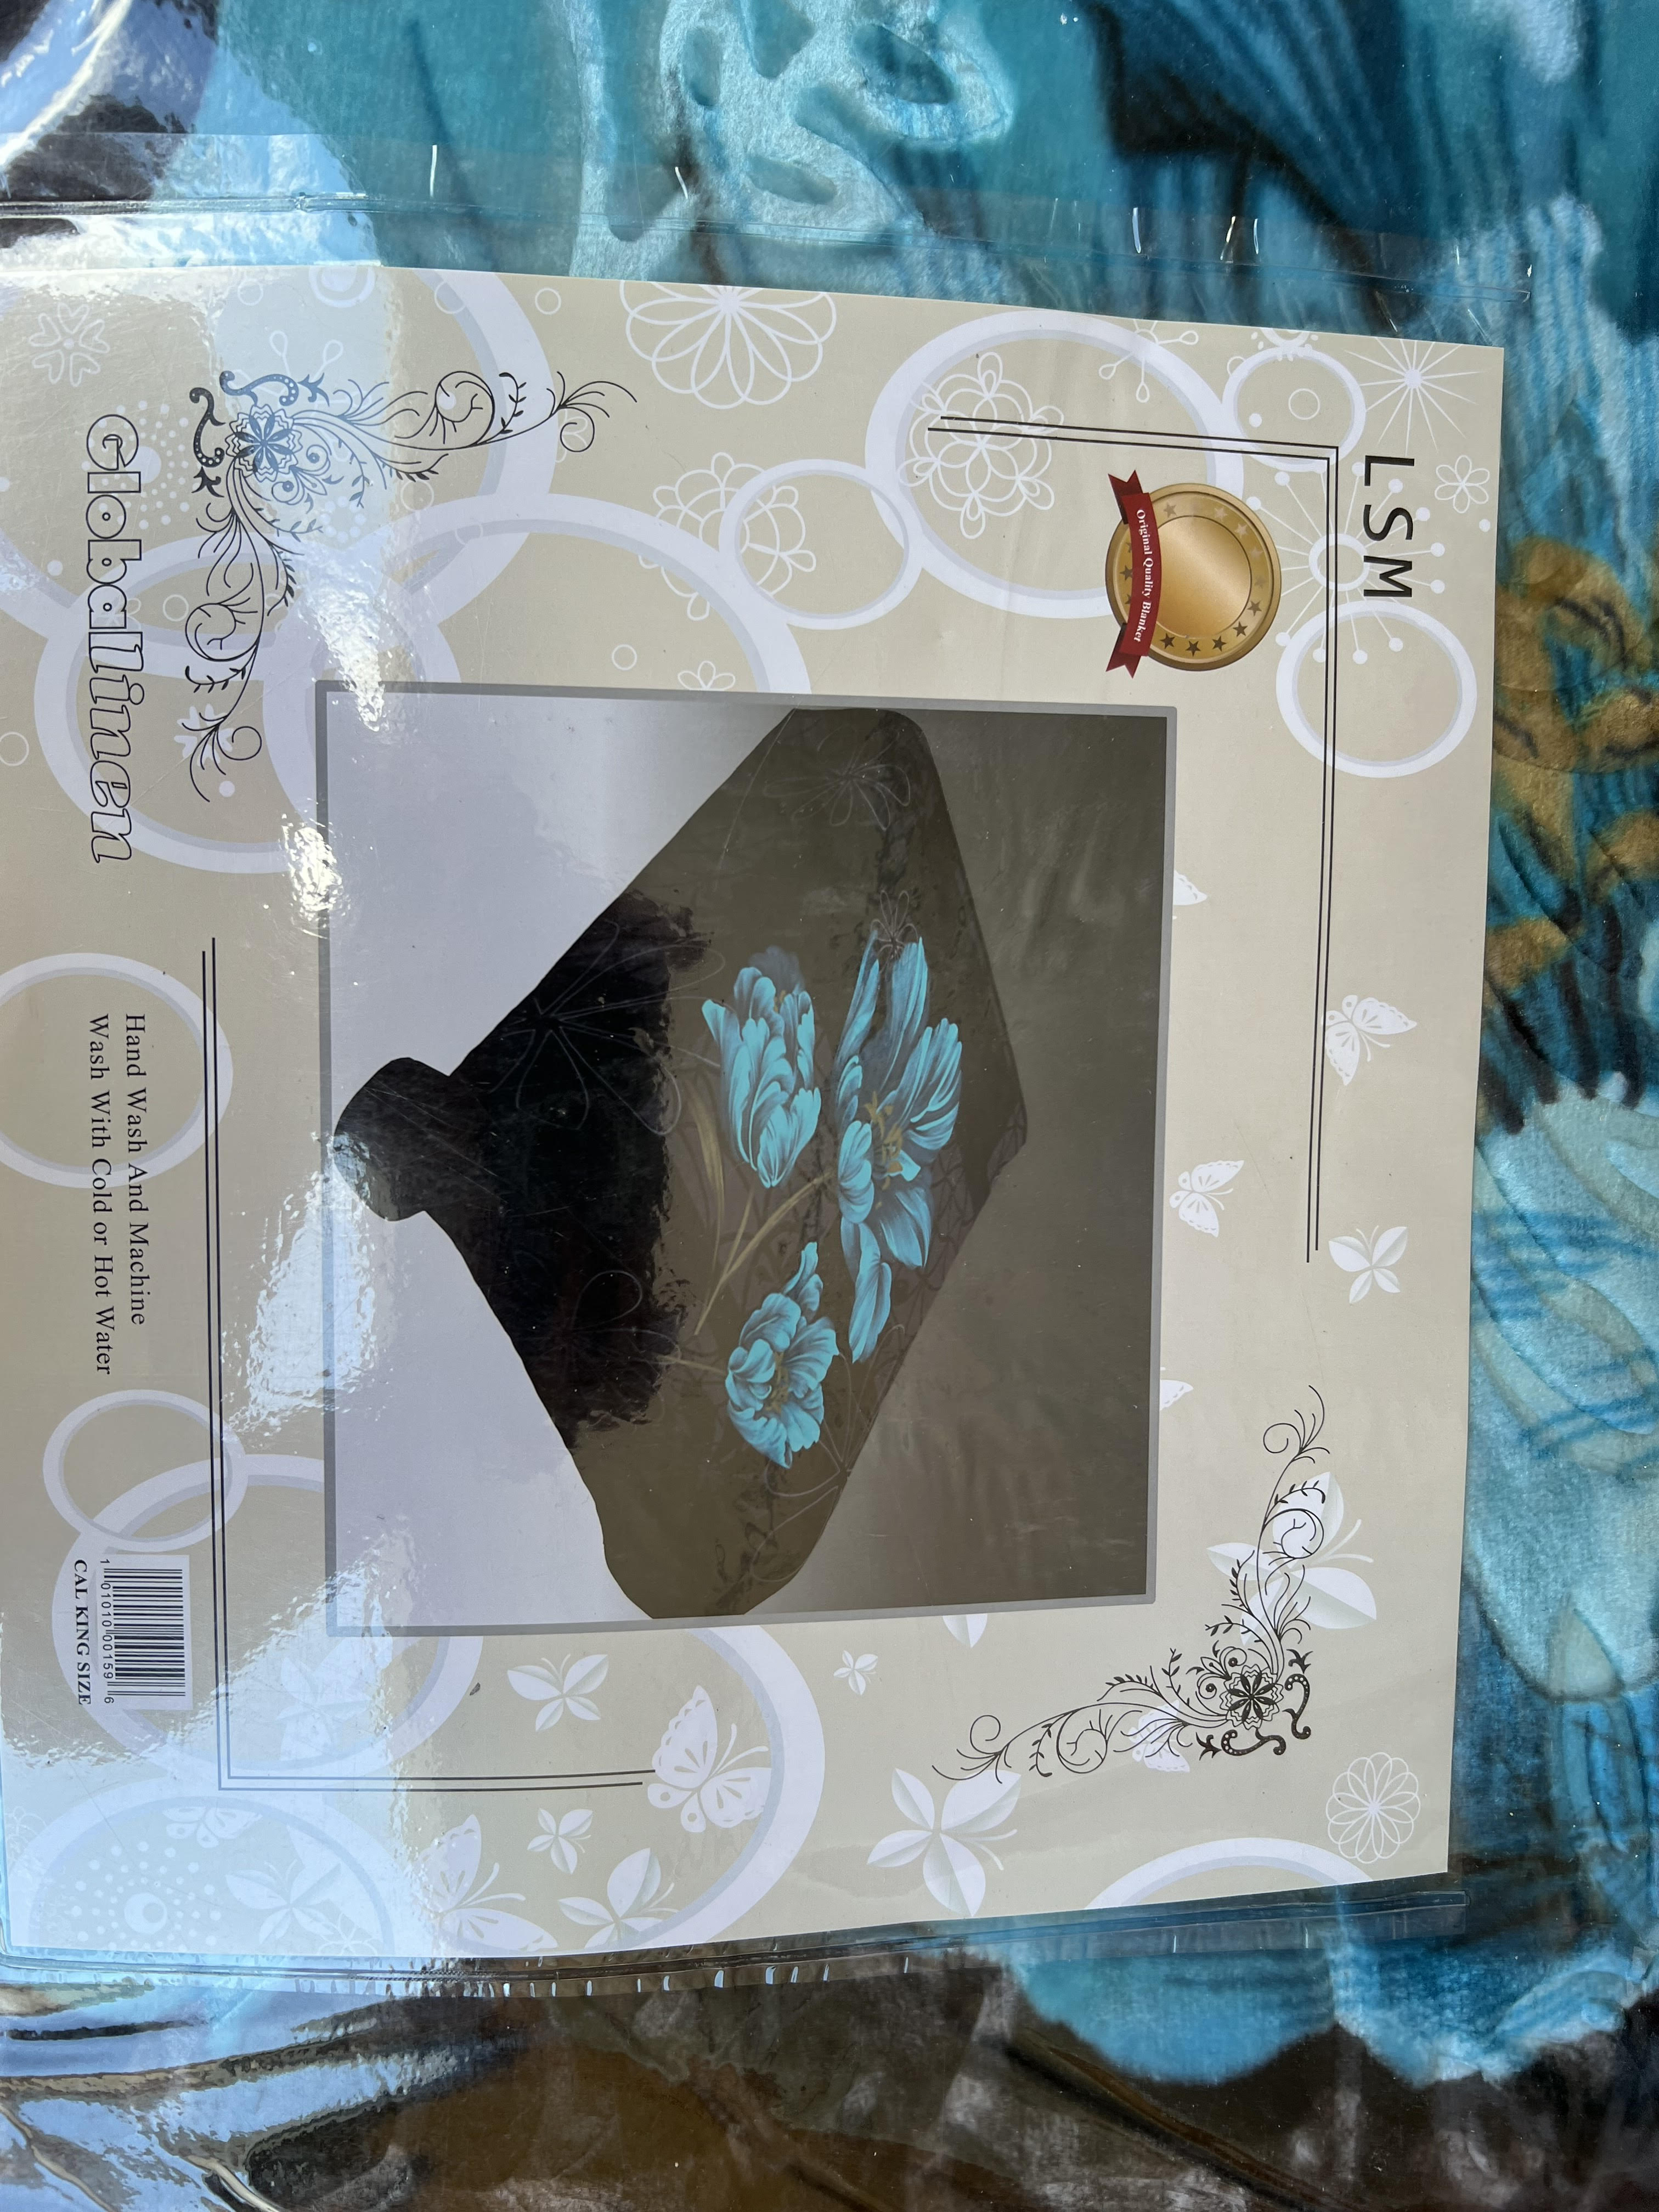 LSM
Original Quality Blanket
Globallinen
Hand Wash And Machine
Wash With Cold or Hot Water
1 01010 00159 6
CAL KING SIZE